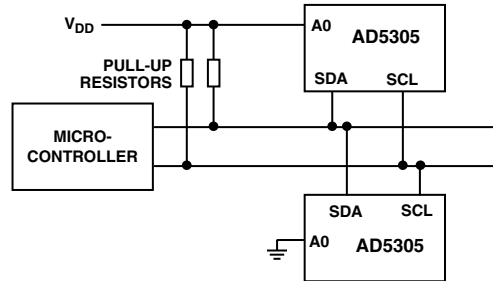 VDD
A0
AD5305
PULL-UP
RESISTORS
SDA SCL
MICRO-
CONTROLLER
SDA SCL
A0
AD5305